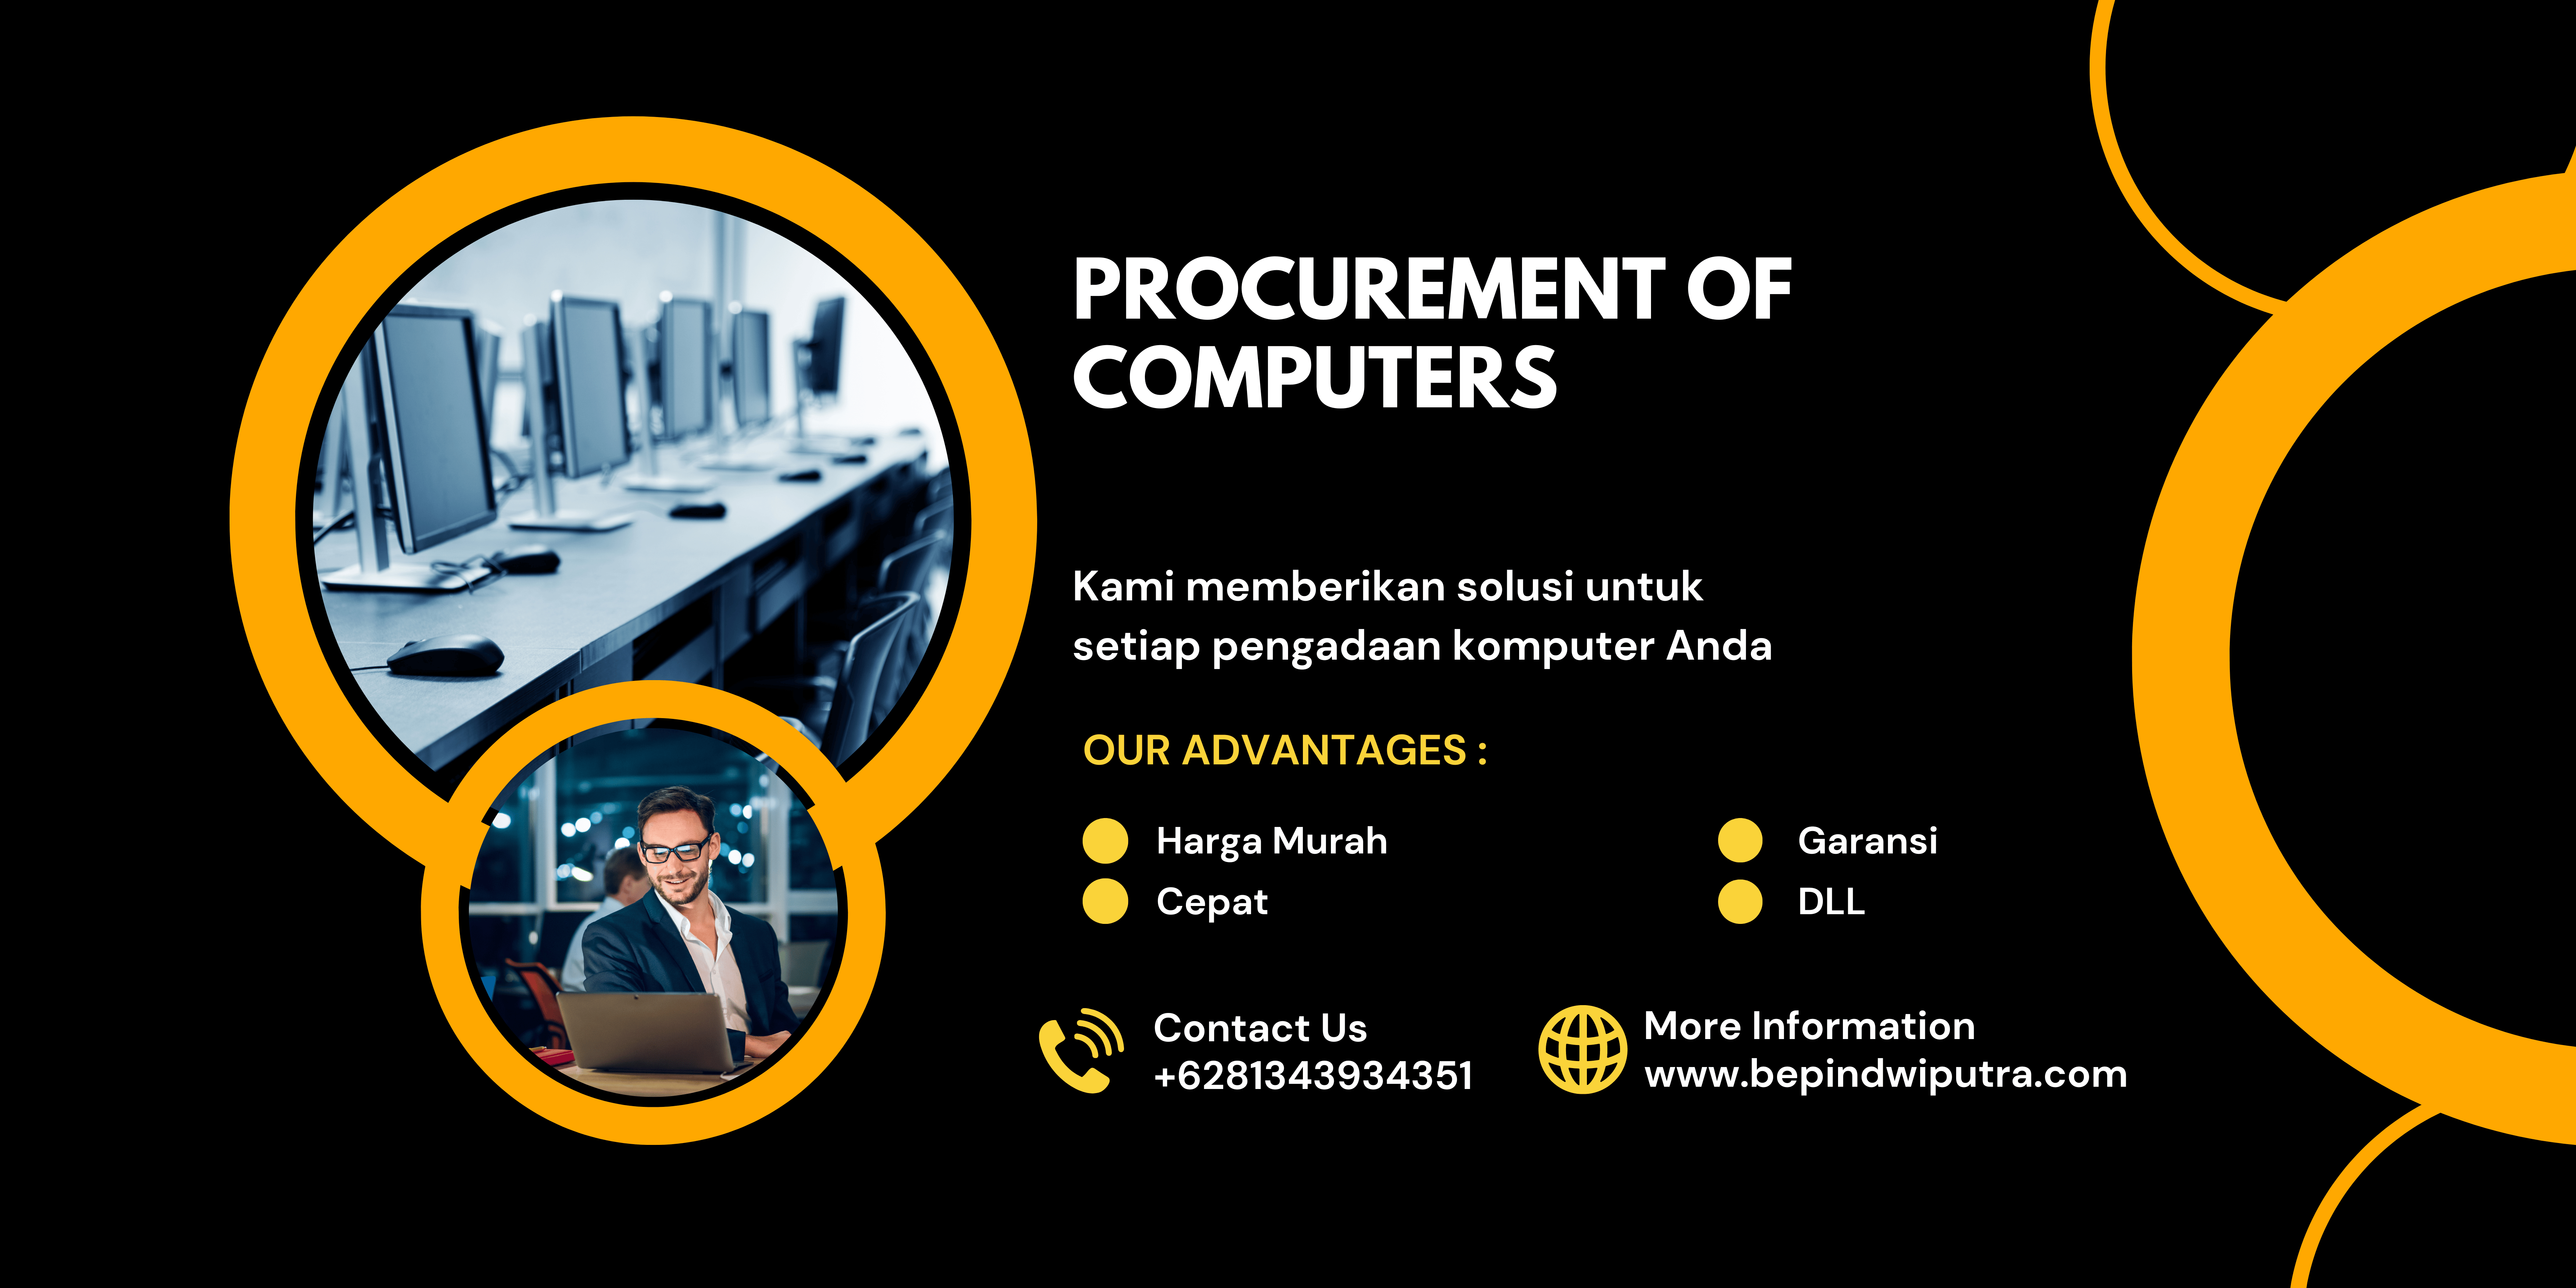 PROCUREMENT OF
COMPUTERS
Kami memberikan solusi untuk
setiap pengadaan komputer Anda
OUR ADVANTAGES :
Harga Murah
Cepat
Garansi
DLL
Contact Us
+6281343934351
More Information
www.bepindwiputra.com